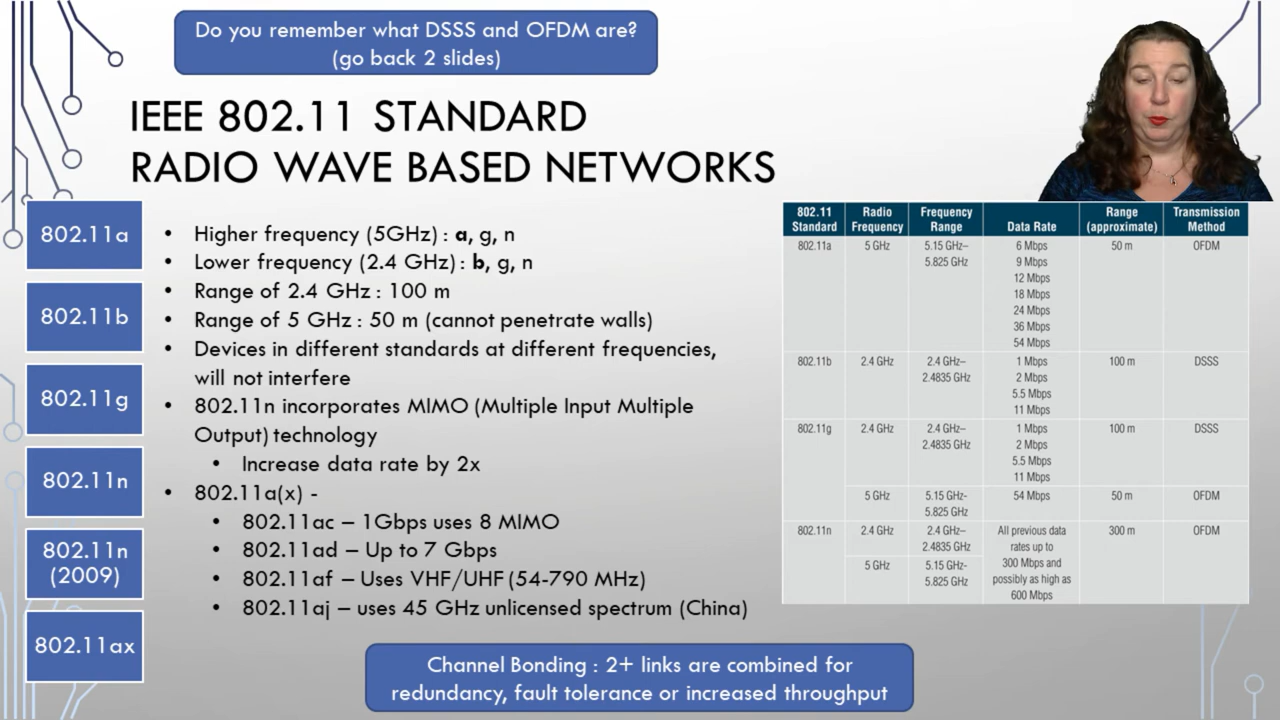 Do you remember what DSSS and OFDM are?
(go back 2 slides)
IEEE 802.11 STANDARD
RADIO WAVE BASED NETWORKS
802.11a
802.11b
802.11g
802.11n
802.11n
(2009)
802.11ax
• Higher frequency (5GHz) : a, g, n
• Lower frequency (2.4 GHz) : b, g, n
• Range of 2.4 GHz : 100 m
• Range of 5 GHz : 50 m (cannot penetrate walls)
• Devices in different standards at different frequencies,
will not interfere
• 802.11n incorporates MIMO (Multiple Input Multiple
Output) technology
• Increase data rate by 2x
• 802.11a(x) -
• 802.11ac – 1Gbps uses 8 MIMO
• 802.11ad – Up to 7 Gbps
• 802.11af – Uses VHF/UHF (54-790 MHz)
• 802.11aj – uses 45 GHz unlicensed spectrum (China)
802.11 Radio Frequency Range Transmission
Standard Frequency Range Data Rate (approximate) Method
802.11a 5 GHz 5.15 GHz– 6 Mbps 50 m OFDM
5.825 GHz 9 Mbps
12 Mbps
18 Mbps
24 Mbps
36 Mbps
54 Mbps
802.11b 2.4 GHz 2.4 GHz– 1 Mbps 100 m DSSS
2.4835 GHz 2 Mbps
5.5 Mbps
11 Mbps
802.11g 2.4 GHz 2.4 GHz– 1 Mbps 100 m DSSS
2.4835 GHz 2 Mbps
5.5 Mbps
11 Mbps
5 GHz 5.15 GHz- 54 Mbps 50 m OFDM
5.825 GHz
802.11n 2.4 GHz 2.4 GHz– All previous data 300 m OFDM
2.4835 GHz rates up to
5 GHz 5.15 GHz- 300 Mbps and
5.825 GHz possibly as high as
600 Mbps
Channel Bonding : 2+ links are combined for
redundancy, fault tolerance or increased throughput